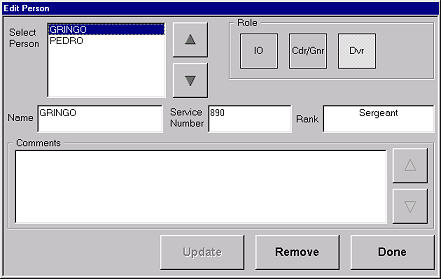 Edit Person
Select
Person
GRINGO
PEDRO
Role
IO
Cdr/Gnr
Dvr
Name
GRINGO
Service
Number
890
Rank
Sergeant
Comments
Update
Remove
Done